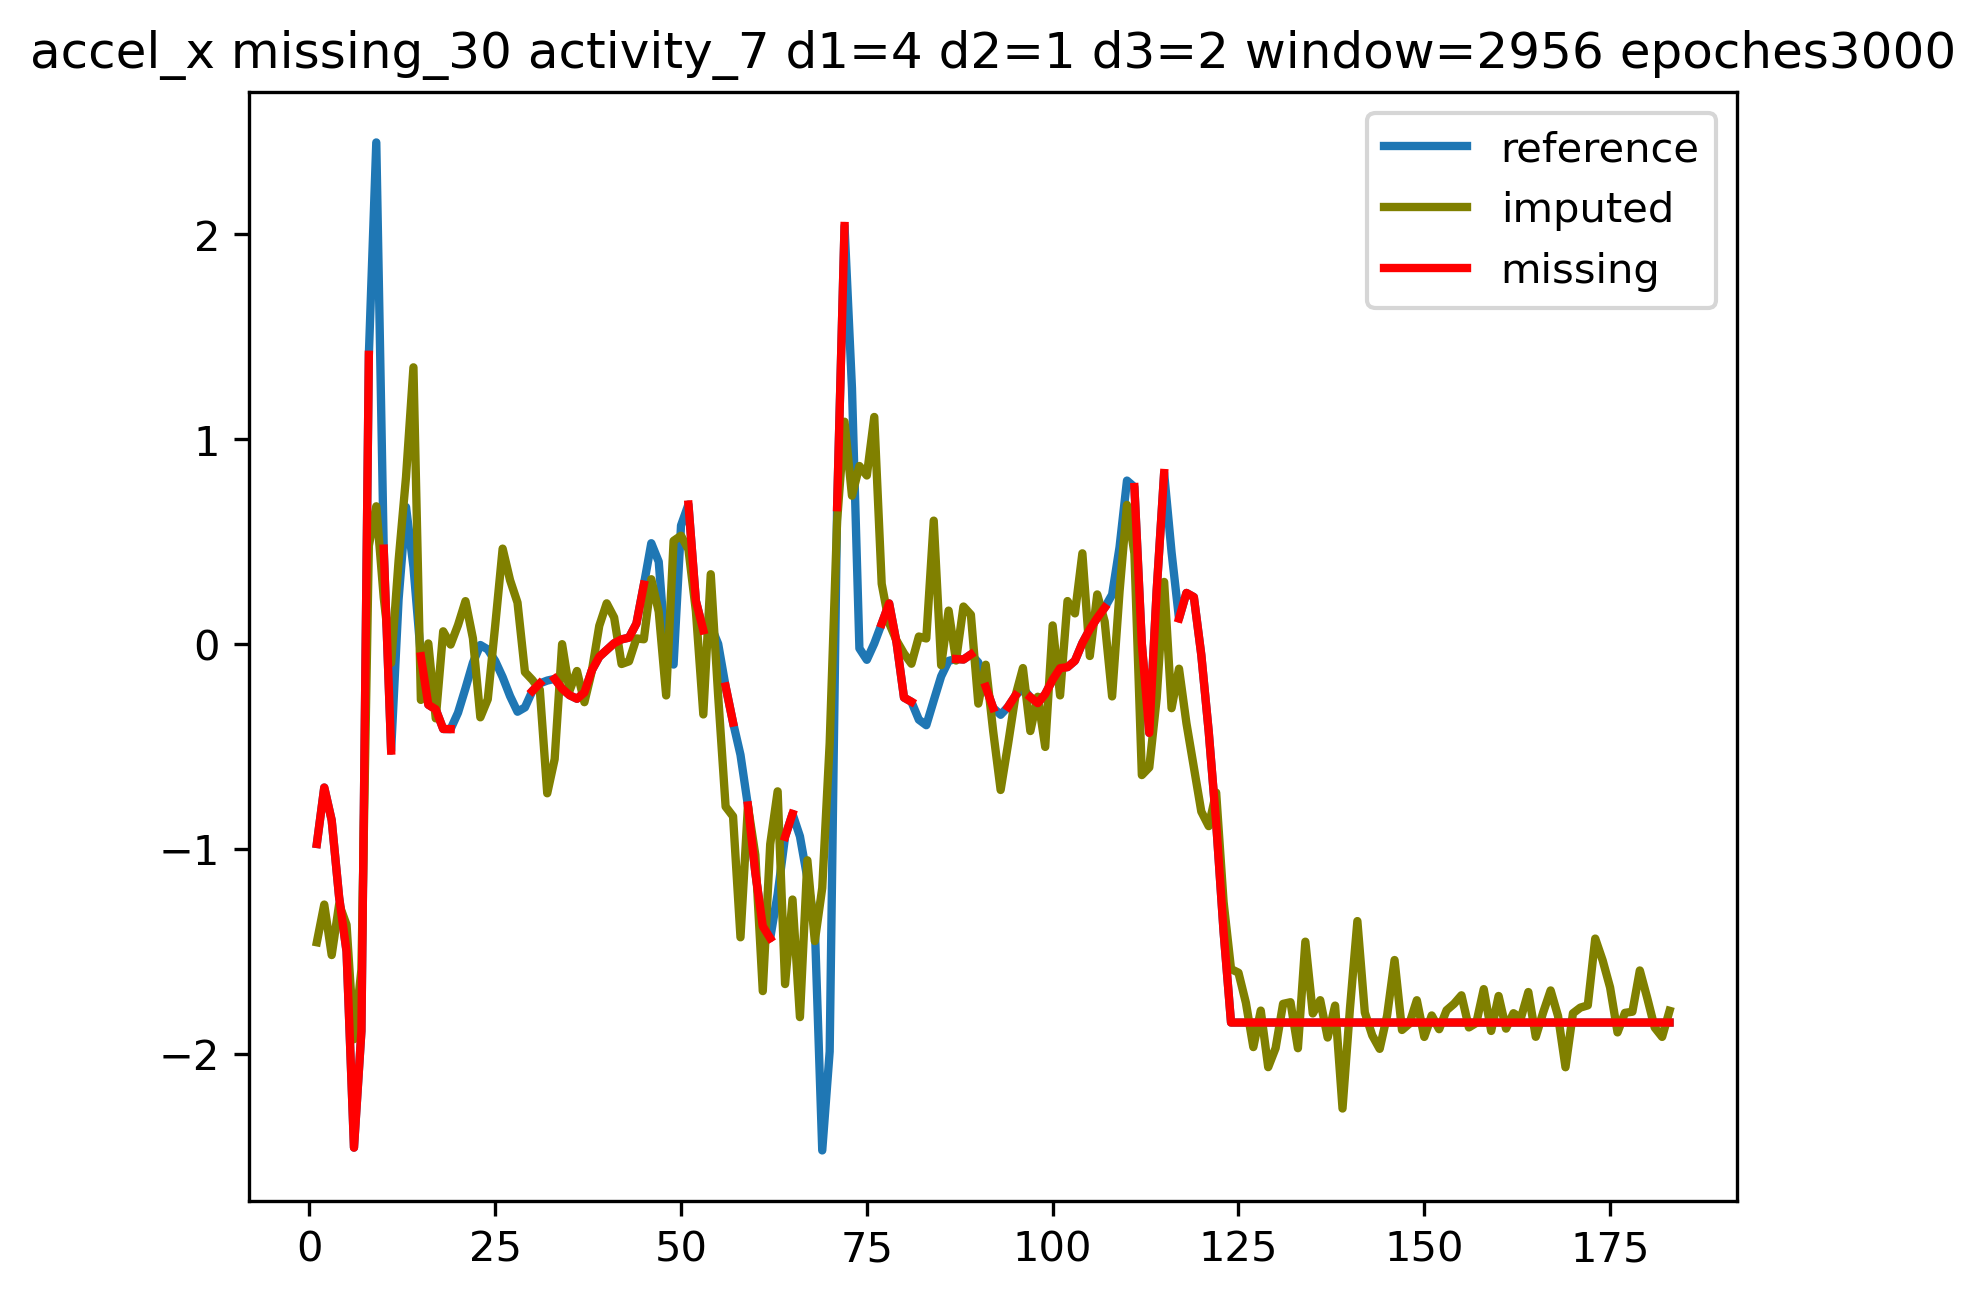 accel_x missing_30 activity_7 d1=4 d2=1 d3=2 window=2956 epoches3000
reference
imputed
missing
2
1
0
−1
−2
0 25 50 75 100 125 150 175